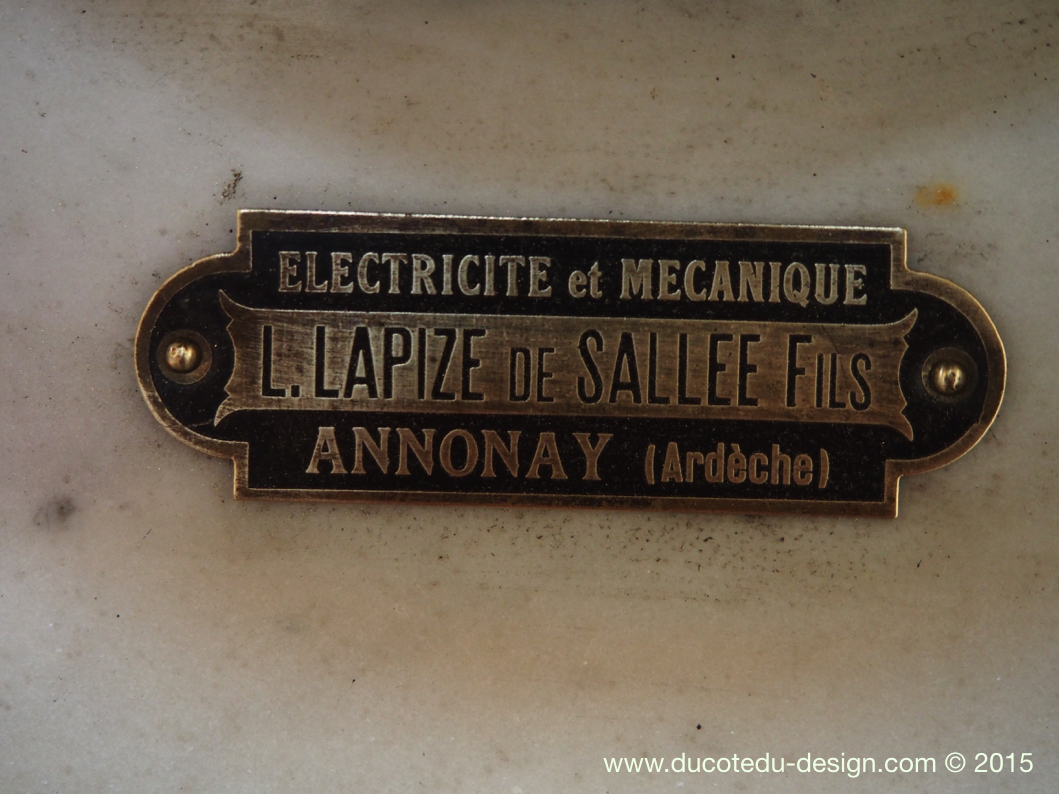 ELECTRICITE et MECANIQUE
L. LAPIZE DE SALLEE FILS
ANNONAY (Ardèche)
www.ducotedu-design.com © 2015